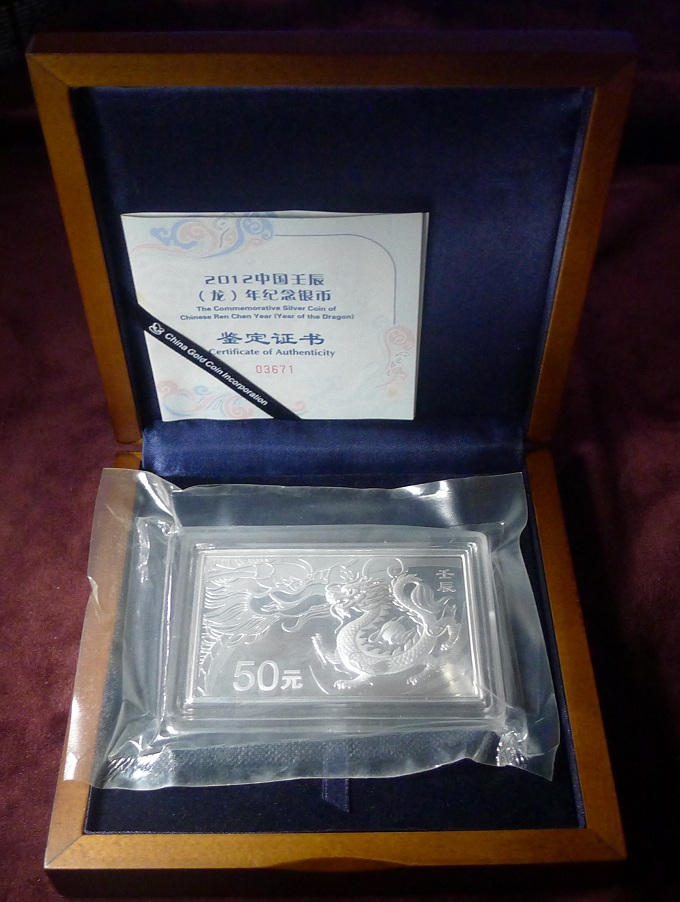 2012中国壬辰
（龙）年纪念银币
The Commemorative Silver Coin of
Chinese Ren Chen Year (Year of the Dragon)
鉴定证书
Certificate of Authenticity
03671
China Gold Coin Incorporation
壬辰
50元